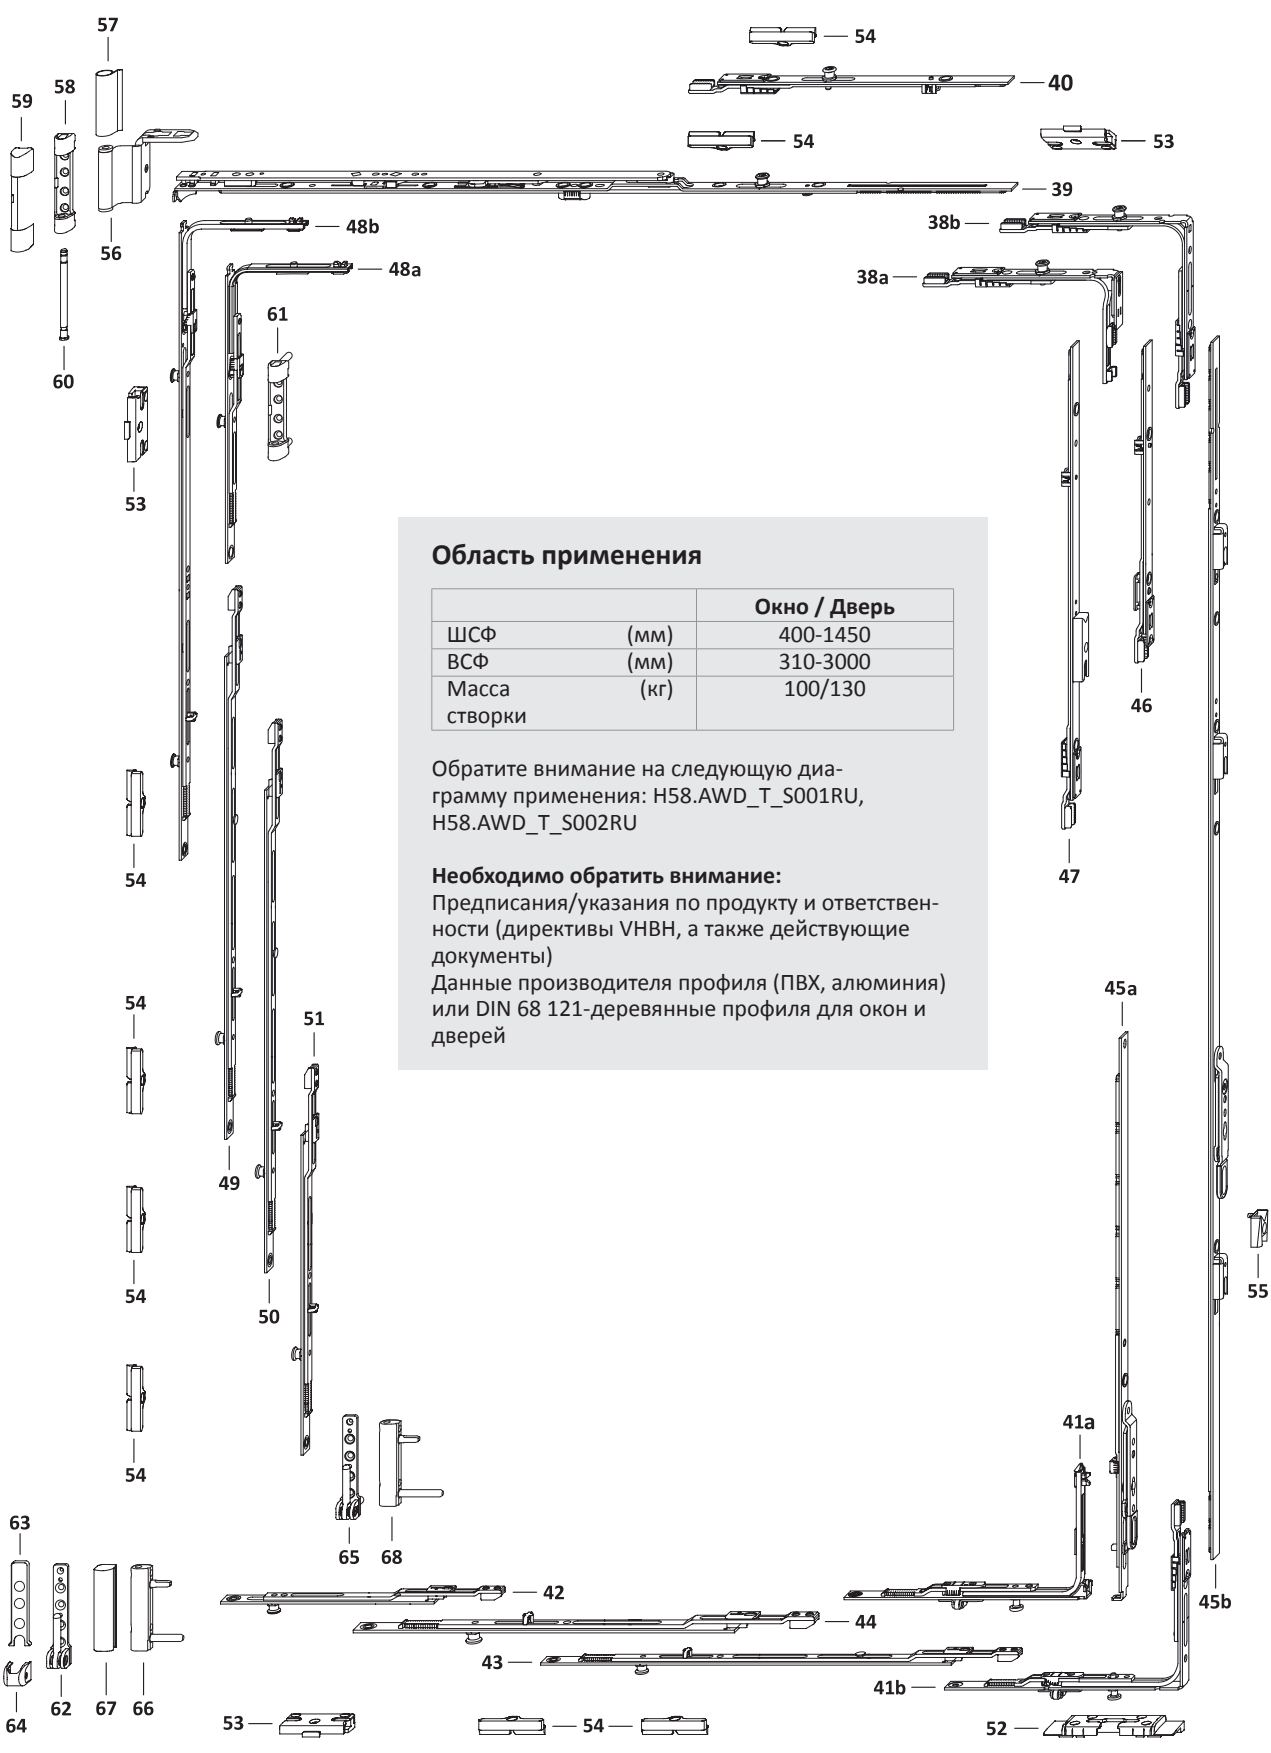 57
54
40
58
59
54
53
39
56
48b
38b
48a
38a
61
60
53
Область применения
Окно / Дверь
ШСФ (мм) 400-1450
ВСФ (мм) 310-3000
Масса (кг) 100/130
створки
46
Обратите внимание на следующую диа-
грамму применения: H58.AWD_T_S001RU,
H58.AWD_T_S002RU
54
47
Необходимо обратить внимание:
Предписания/указания по продукту и ответствен-
ности (директивы VHBH, а также действующие
документы)
Данные производителя профиля (ПВХ, алюминия)
или DIN 68 121-деревянные профиля для окон и
дверей
45a
54
51
49
54
50
55
54
41a
63
65
68
42
45b
44
43
41b
64
62
67
66
53
54
52